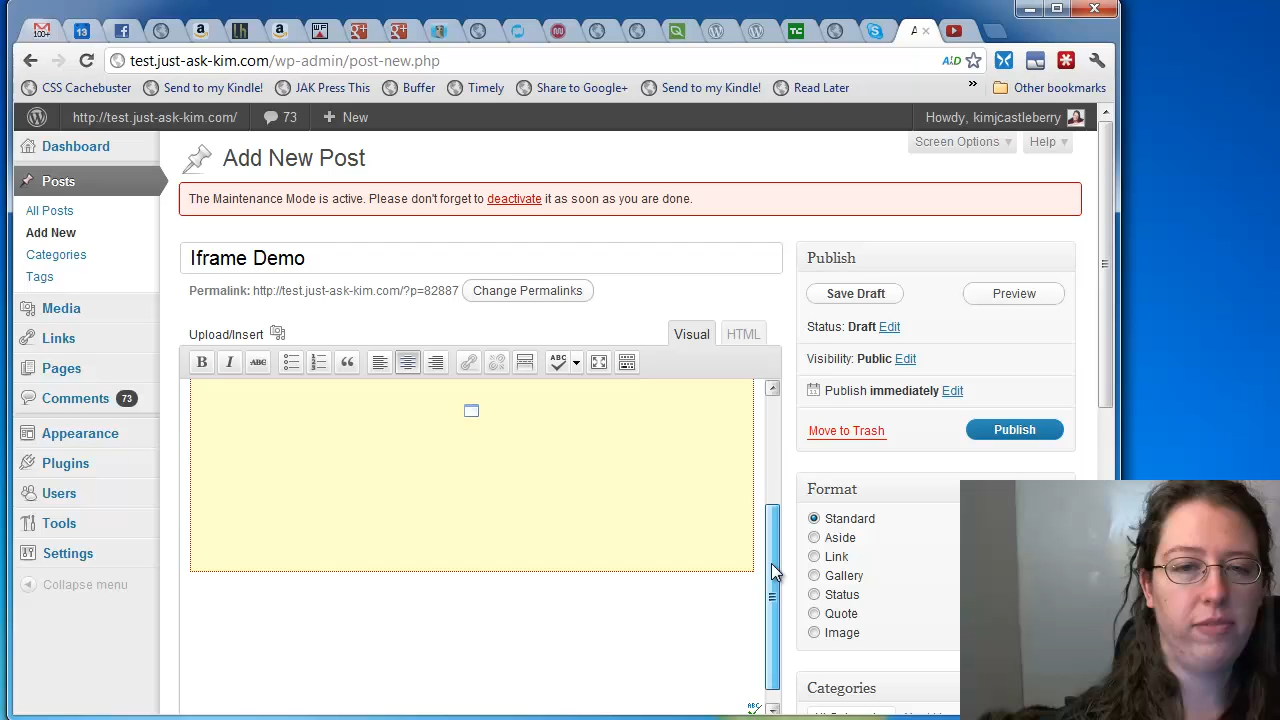 100+
13
A
test.just-ask-kim.com/wp-admin/post-new.php
CSS Cachebuster
Send to my Kindle!
JAK Press This
Buffer
Timely
Share to Google+
Send to my Kindle!
Read Later
»
Other bookmarks
http://test.just-ask-kim.com/
73
+ New
Howdy, kimjcastleberry
Dashboard
Add New Post
Screen Options
Help
Posts
The Maintenance Mode is active. Please don't forget to deactivate it as soon as you are done.
All Posts
Add New
Categories
Tags
Iframe Demo
Publish
Permalink: http://test.just-ask-kim.com/?p=82887
Change Permalinks
Save Draft
Preview
Media
Links
Pages
Comments 73
Appearance
Plugins
Users
Tools
Settings
Collapse menu
Upload/Insert
Visual
HTML
B I ABC
ABC
Status: Draft Edit
Visibility: Public Edit
Publish immediately Edit
Move to Trash
Publish
Format
Standard
Aside
Link
Gallery
Status
Quote
Image
Categories
ABC